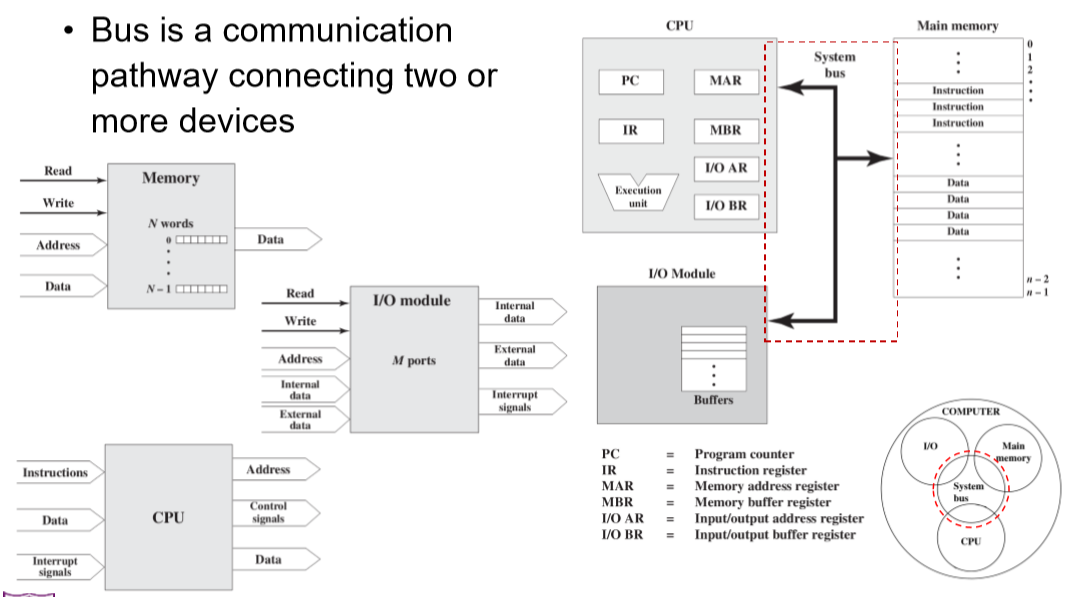 • Bus is a communication
pathway connecting two or
more devices
Read
Write
Address
Data
Memory
N words
0
N – 1
Data
Read
Write
Address
Internal
data
External
data
I/O module
M ports
Internal
data
External
data
Interrupt
signals
Instructions
Data
Interrupt
signals
CPU
Address
Control
signals
Data
CPU
PC
MAR
IR
MBR
I/O AR
Execution
unit
I/O BR
System
bus
Main memory
0
1
2
Instruction
Instruction
Instruction
Data
Data
Data
Data
n – 2
n – 1
I/O Module
Buffers
PC = Program counter
IR = Instruction register
MAR = Memory address register
MBR = Memory buffer register
I/O AR = Input/output address register
I/O BR = Input/output buffer register
COMPUTER
I/O
Main
memory
System
bus
CPU